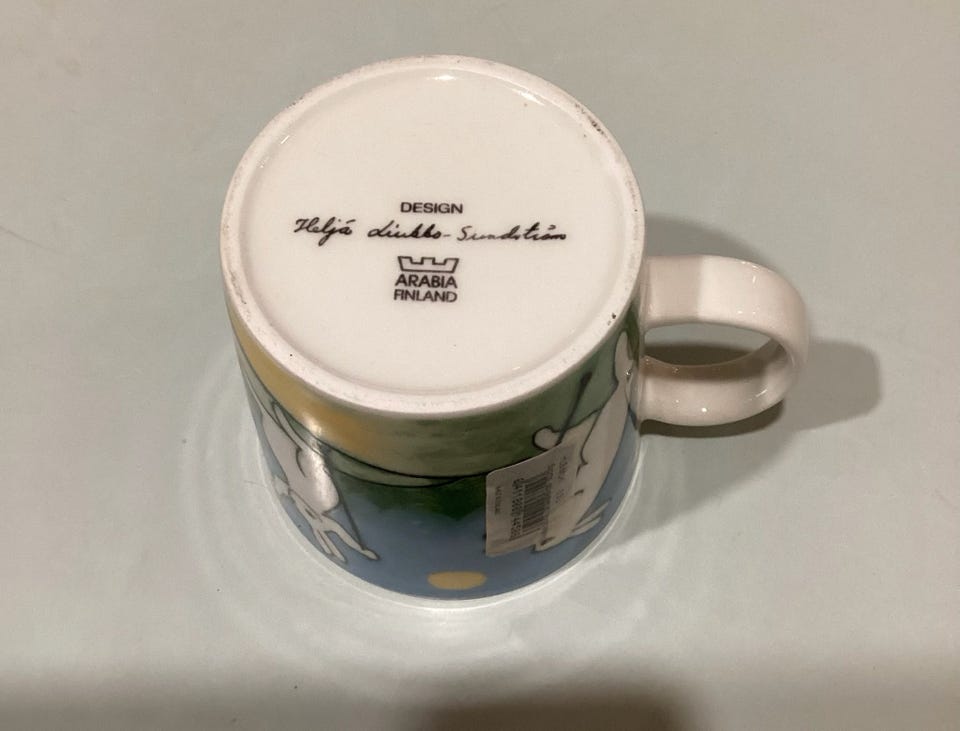 DESIGN
Heljä Liukko-Sundström
ARABIA
FINLAND